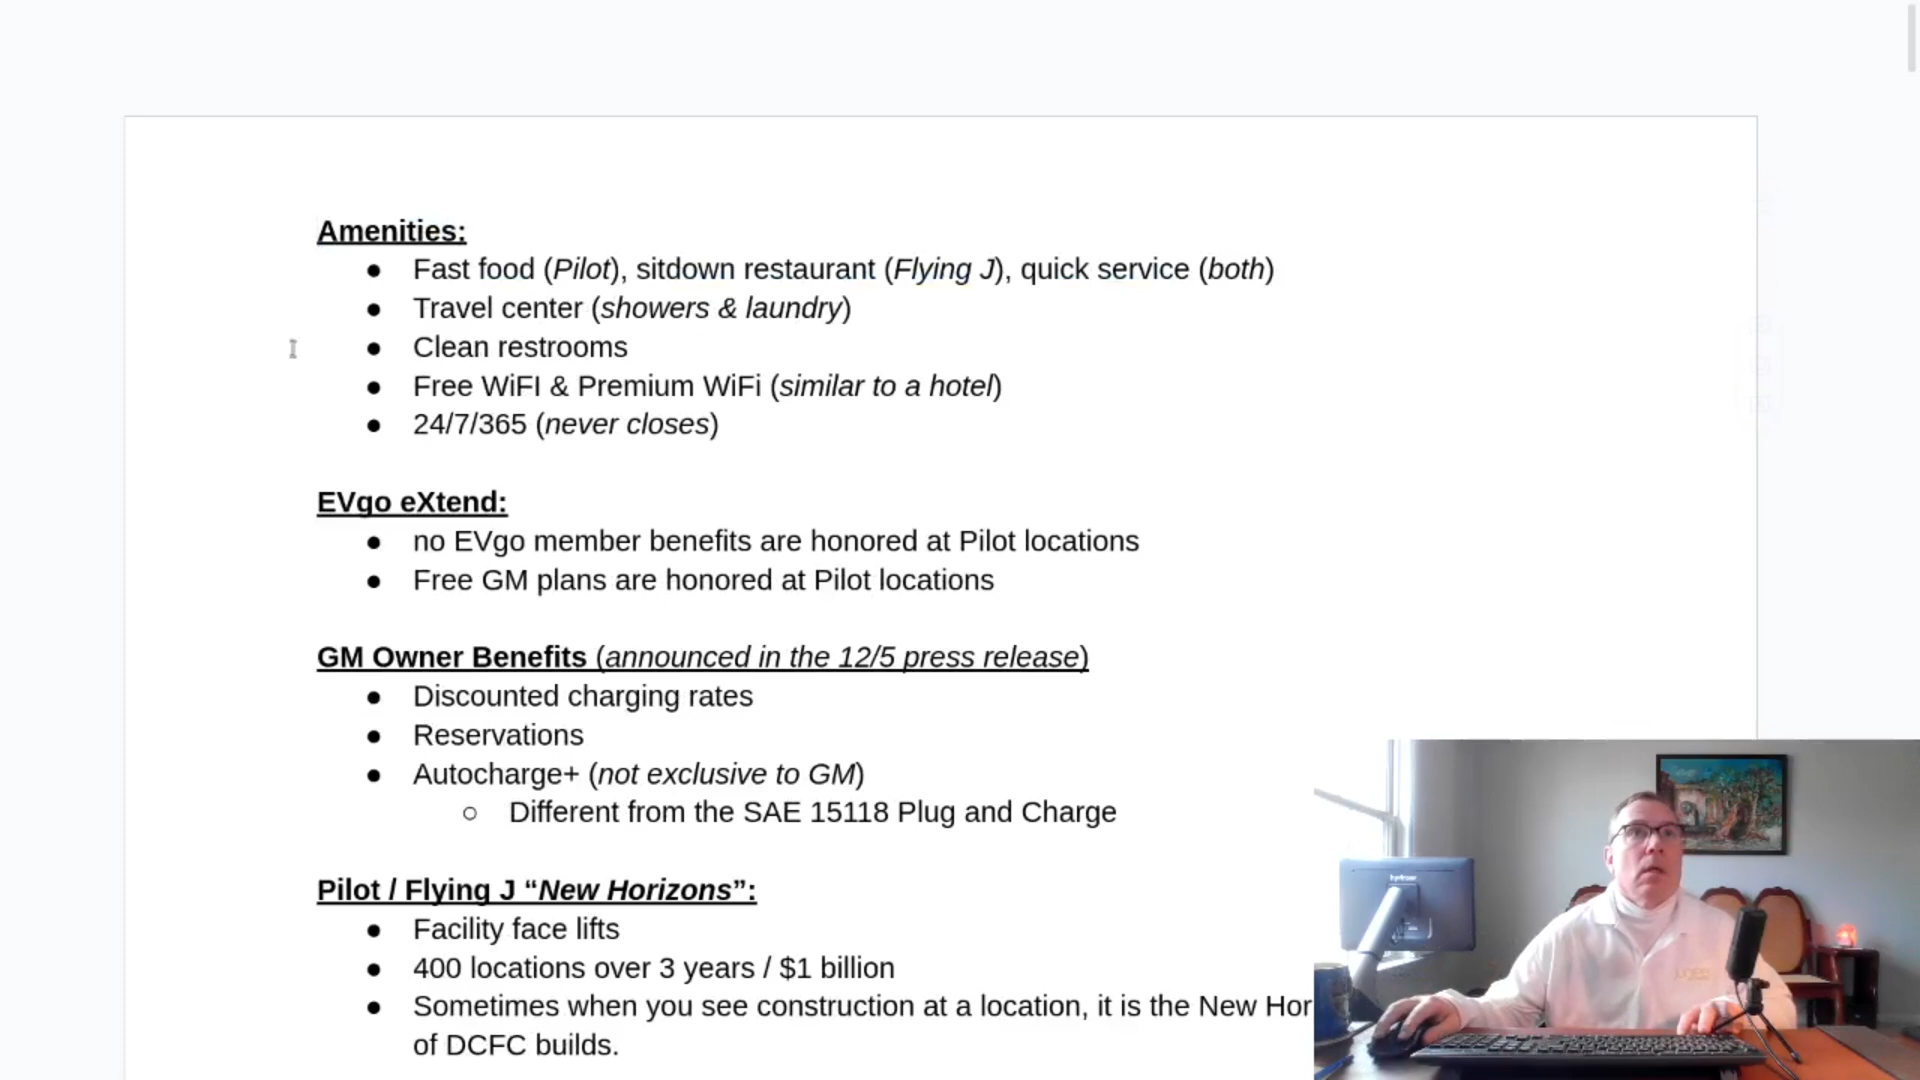 Amenities:
● Fast food (Pilot), sitdown restaurant (Flying J), quick service (both)
● Travel center (showers & laundry)
● Clean restrooms
● Free WiFI & Premium WiFi (similar to a hotel)
● 24/7/365 (never closes)
EVgo eXtend:
● no EVgo member benefits are honored at Pilot locations
● Free GM plans are honored at Pilot locations
GM Owner Benefits (announced in the 12/5 press release)
● Discounted charging rates
● Reservations
● Autocharge+ (not exclusive to GM)
○ Different from the SAE 15118 Plug and Charge
Pilot / Flying J “New Horizons”:
● Facility face lifts
● 400 locations over 3 years / $1 billion
● Sometimes when you see construction at a location, it is the New Hor
of DCFC builds.